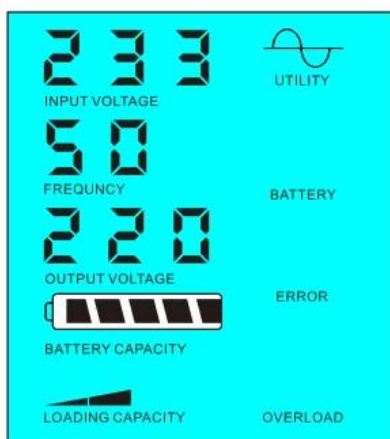 233
INPUT VOLTAGE
UTILITY
50
FREQUNCY
BATTERY
220
OUTPUT VOLTAGE
ERROR
BATTERY CAPACITY
LOADING CAPACITY
OVERLOAD